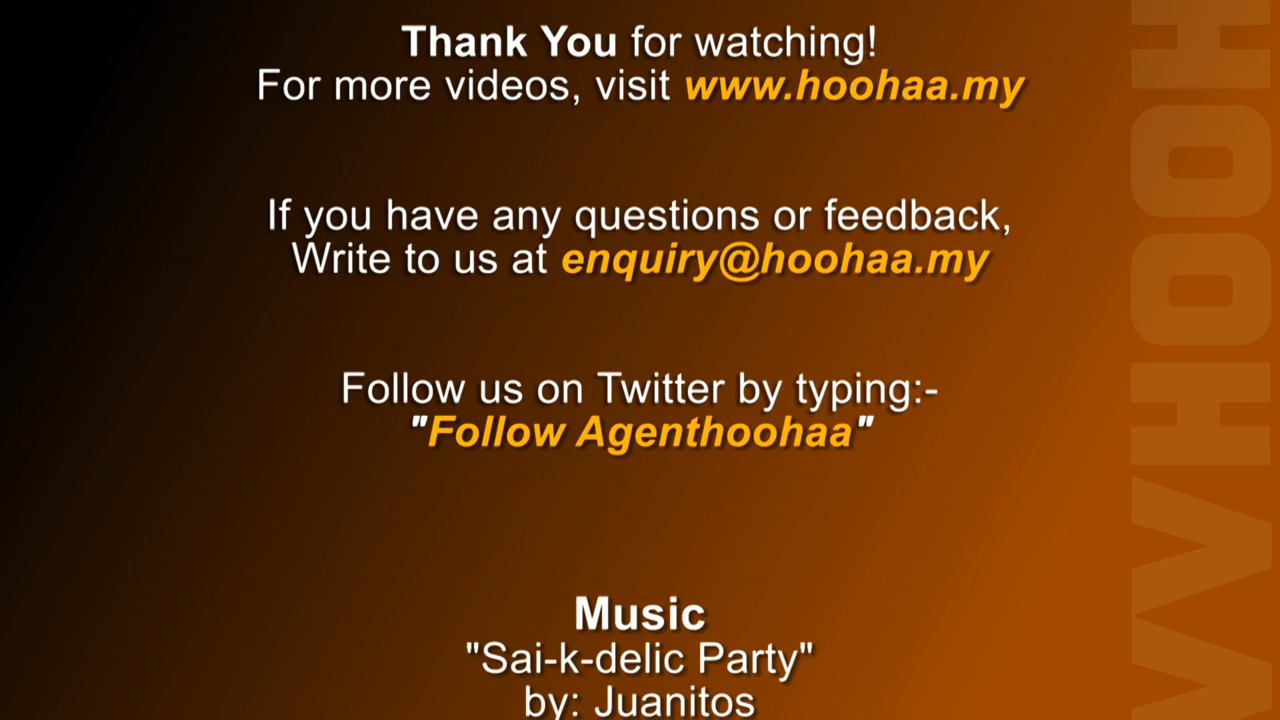 Thank You for watching!
For more videos, visit www.hoohaa.my
If you have any questions or feedback,
Write to us at enquiry@hoohaa.my
Follow us on Twitter by typing:-
"Follow Agenthoohaa"
Music
"Sai-k-delic Party"
by: Juanitos
WHOOH